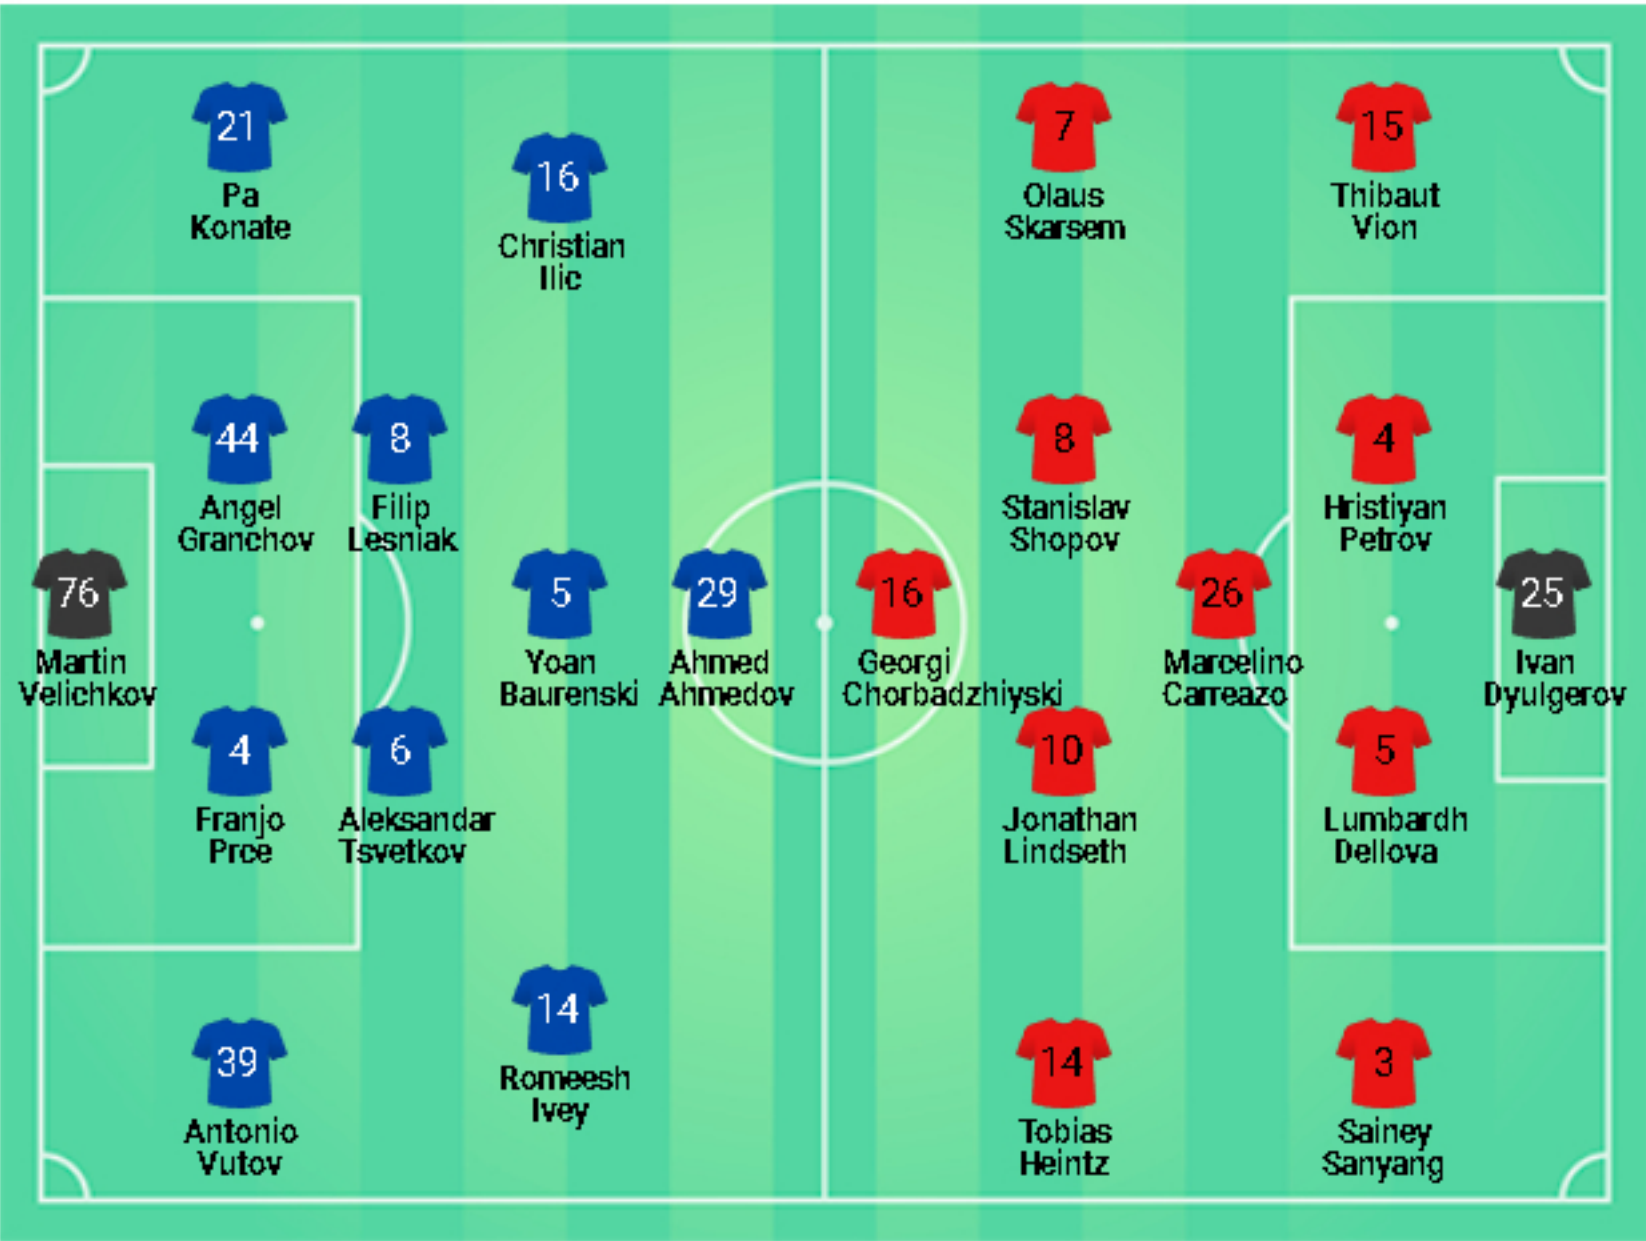 21
Pa
Konate
16
Christian
Ilic
7
Olaus
Skarsem
15
Thibaut
Vion
44
Angel
Granchov
8
Filip
Lesniak
8
Stanislav
Shopov
4
Hristiyan
Petrov
76
Martin
Velichkov
5
Yoan
Baurenski
29
Ahmed
Ahmedov
16
Georgi
Chorbadzhiyski
26
Marcelino
Carreazo
25
Ivan
Dyulgerov
4
Franjo
Prce
6
Aleksandar
Tsvetkov
10
Jonathan
Lindseth
5
Lumbardh
Dellova
39
Antonio
Vutov
14
Romeesh
Ivey
14
Tobias
Heintz
3
Sainey
Sanyang